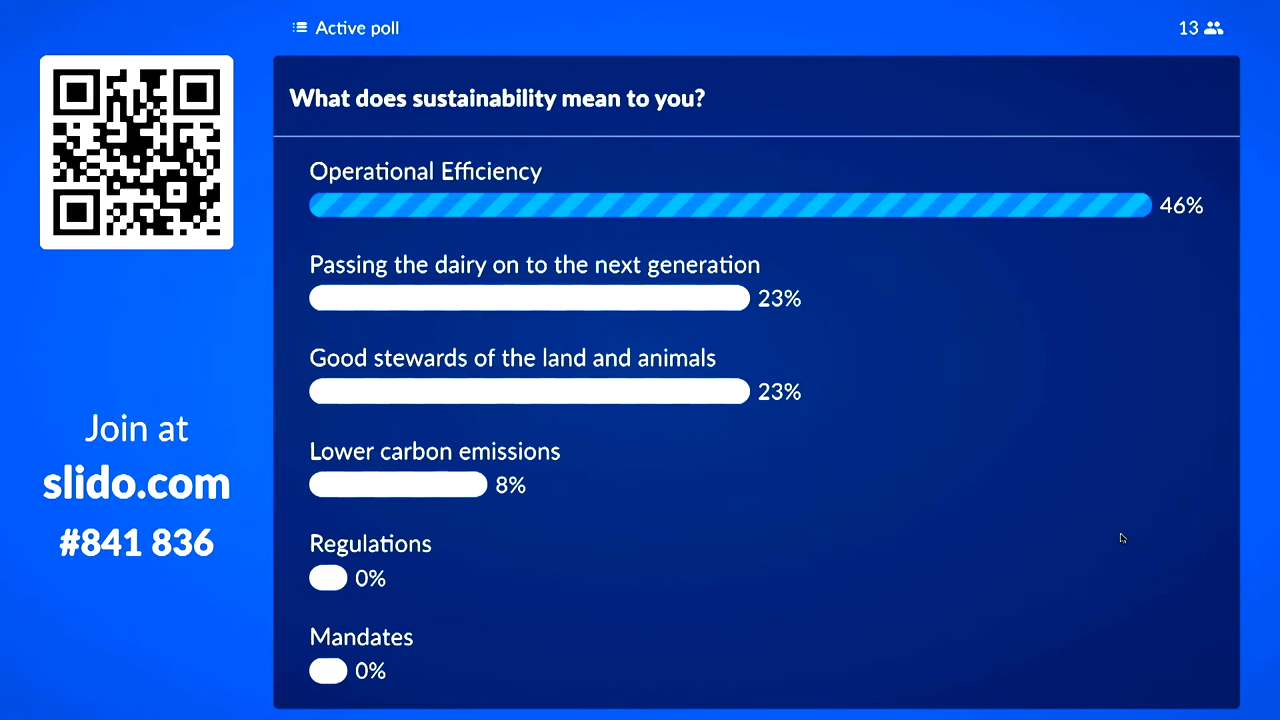 Active poll
13
What does sustainability mean to you?
Operational Efficiency
46%
Passing the dairy on to the next generation
23%
Good stewards of the land and animals
23%
Lower carbon emissions
8%
Regulations
0%
Mandates
0%
Join at
slido.com
#841 836